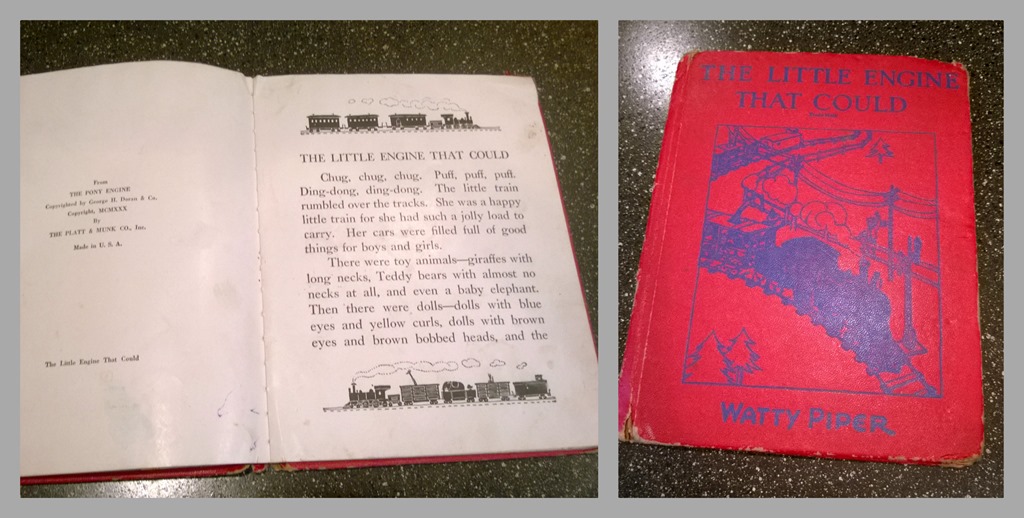 From
THE PONY ENGINE
Copyrighted by George H. Doran & Co.
Copyright, MCMXXX
By
THE PLATT & MUNK CO., Inc.
Made in U. S. A.
The Little Engine That Could
THE LITTLE ENGINE THAT COULD
Chug, chug, chug. Puff, puff, puff.
Ding-dong, ding-dong. The little train
rumbled over the tracks. She was a happy
little train for she had such a jolly load to
carry. Her cars were filled full of good
things for boys and girls.
There were toy animals—giraffes with
long necks, Teddy bears with almost no
necks at all, and even a baby elephant.
Then there were dolls—dolls with blue
eyes and yellow curls, dolls with brown
eyes and brown bobbed heads, and the
THE LITTLE ENGINE
THAT COULD
WATTY PIPER